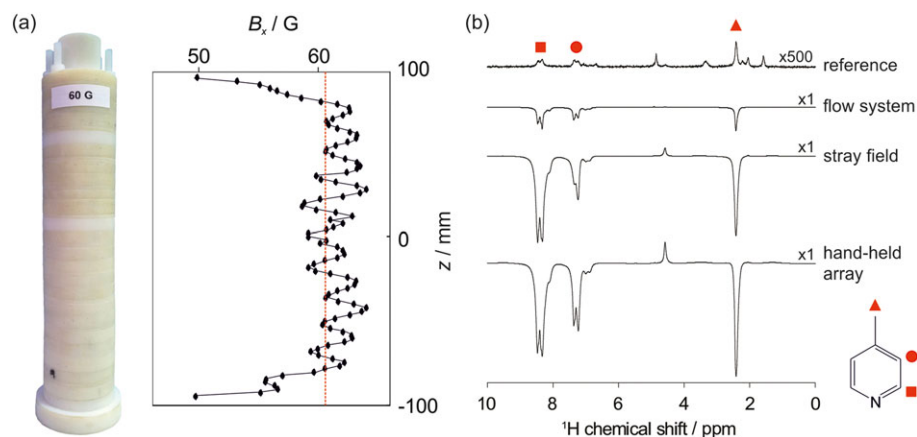 (a)
60 G
Bₓ / G
50
60
100
0
-100
z / mm
(b)
x500
reference
x1
flow system
x1
stray field
x1
hand-held
array
10
8
6
4
2
0
¹H chemical shift / ppm
N